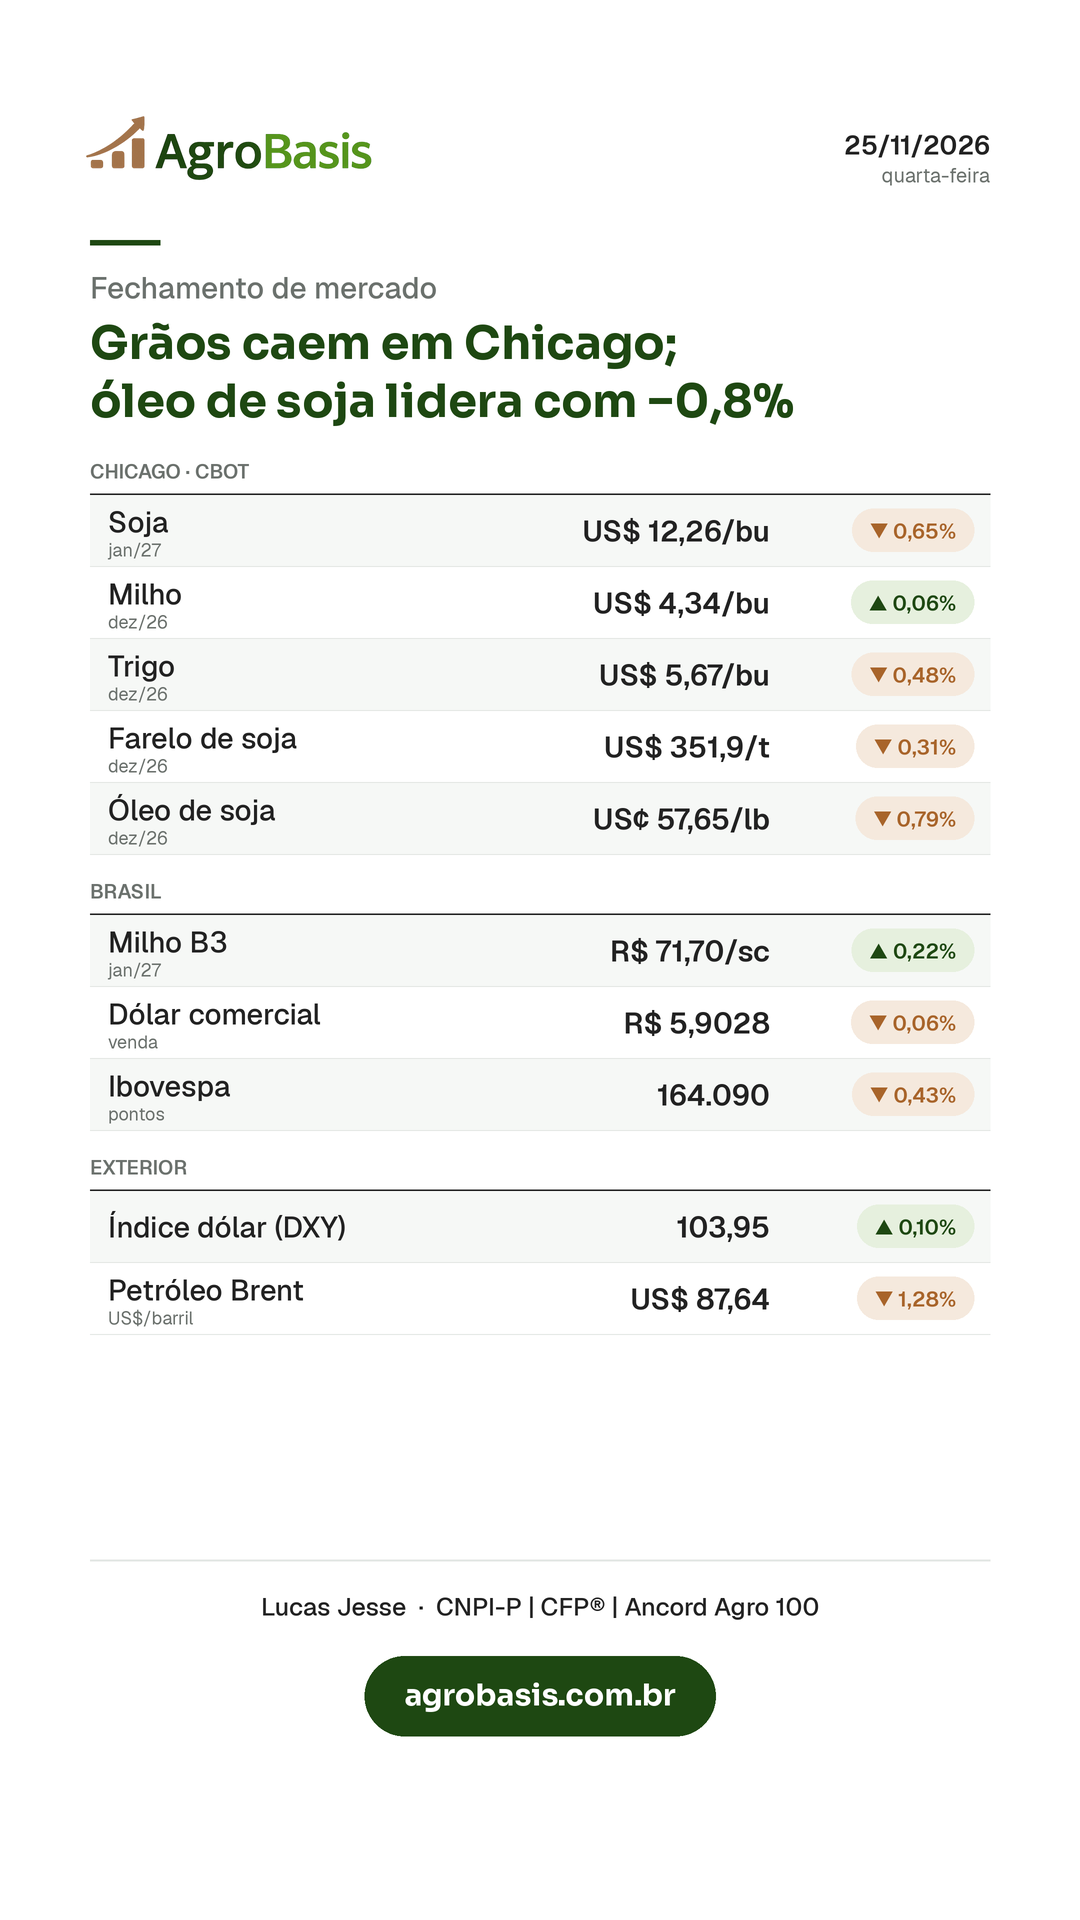 AgroBasis
25/11/2026
quarta-feira
Fechamento de mercado
Grãos caem em Chicago;
óleo de soja lidera com −0,8%
CHICAGO · CBOT
Soja
jan/27
US$ 12,26/bu
▼ 0,65%
Milho
dez/26
US$ 4,34/bu
▲ 0,06%
Trigo
dez/26
US$ 5,67/bu
▼ 0,48%
Farelo de soja
dez/26
US$ 351,9/t
▼ 0,31%
Óleo de soja
dez/26
US¢ 57,65/lb
▼ 0,79%
BRASIL
Milho B3
jan/27
R$ 71,70/sc
▲ 0,22%
Dólar comercial
venda
R$ 5,9028
▼ 0,06%
Ibovespa
pontos
164.090
▼ 0,43%
EXTERIOR
Índice dólar (DXY)
103,95
▲ 0,10%
Petróleo Brent
US$/barril
US$ 87,64
▼ 1,28%
Lucas Jesse · CNPI-P | CFP® | Ancord Agro 100
agrobasis.com.br